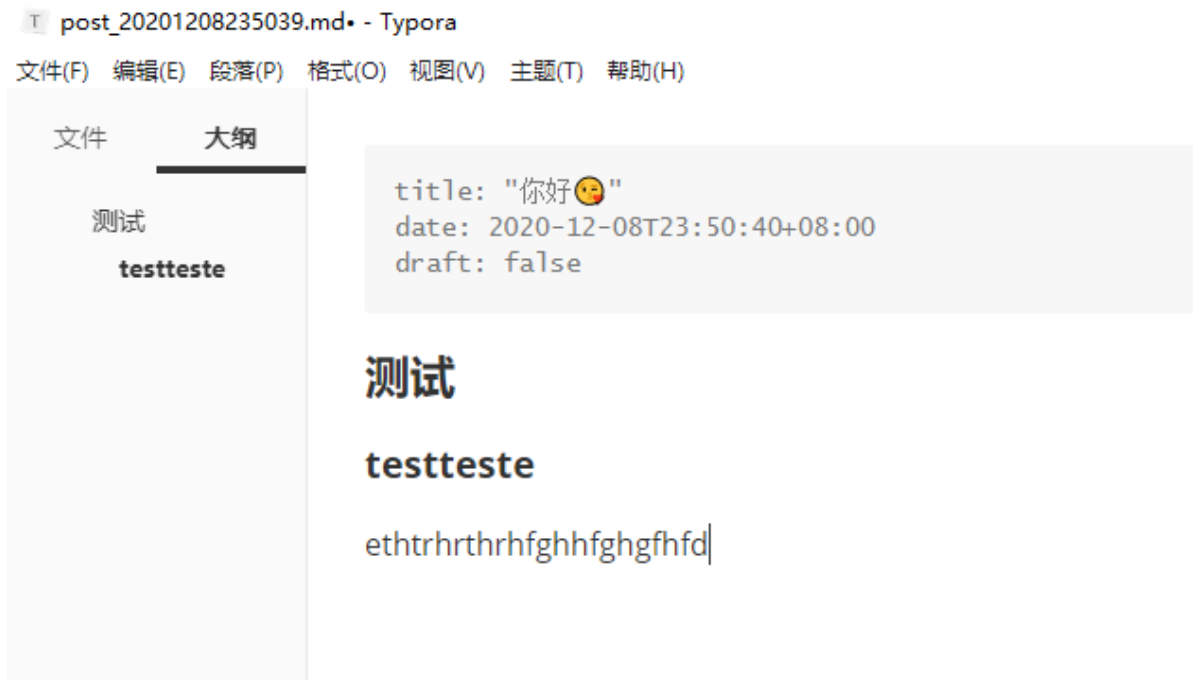 T post_20201208235039.md• - Typora
文件(F) 编辑(E) 段落(P) 格式(O) 视图(V) 主题(T) 帮助(H)
文件 大纲
测试
testteste
title: "你好😘"
date: 2020-12-08T23:50:40+08:00
draft: false
测试
testteste
ethtrhrthrhfghhfghgfhfd